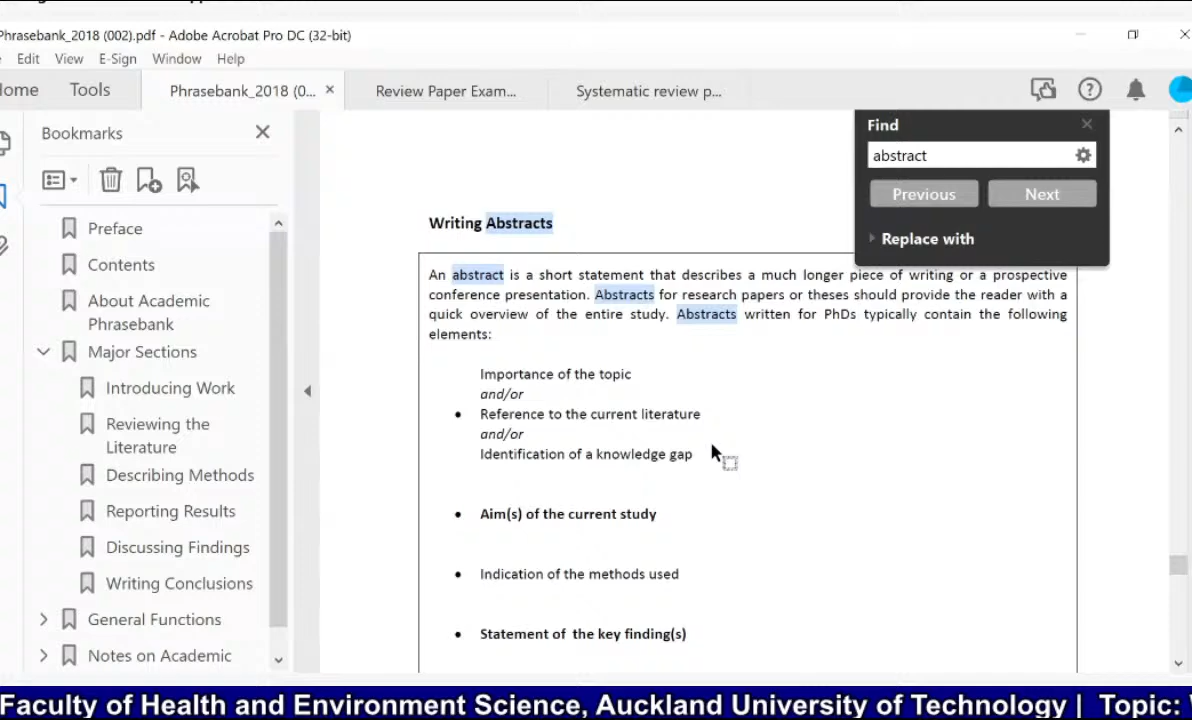 Phrasebank_2018 (002).pdf - Adobe Acrobat Pro DC (32-bit)
Edit View E-Sign Window Help
Home Tools Phrasebank_2018 (0... × Review Paper Exam... Systematic review p...
Bookmarks
Preface
Contents
About Academic
Phrasebank
Major Sections
Introducing Work
Reviewing the
Literature
Describing Methods
Reporting Results
Discussing Findings
Writing Conclusions
General Functions
Notes on Academic
Find
abstract
Previous Next
Replace with
Writing Abstracts
An abstract is a short statement that describes a much longer piece of writing or a prospective
conference presentation. Abstracts for research papers or theses should provide the reader with a
quick overview of the entire study. Abstracts written for PhDs typically contain the following
elements:
Importance of the topic
and/or
• Reference to the current literature
and/or
Identification of a knowledge gap
• Aim(s) of the current study
• Indication of the methods used
• Statement of the key finding(s)
Faculty of Health and Environment Science, Auckland University of Technology | Topic: